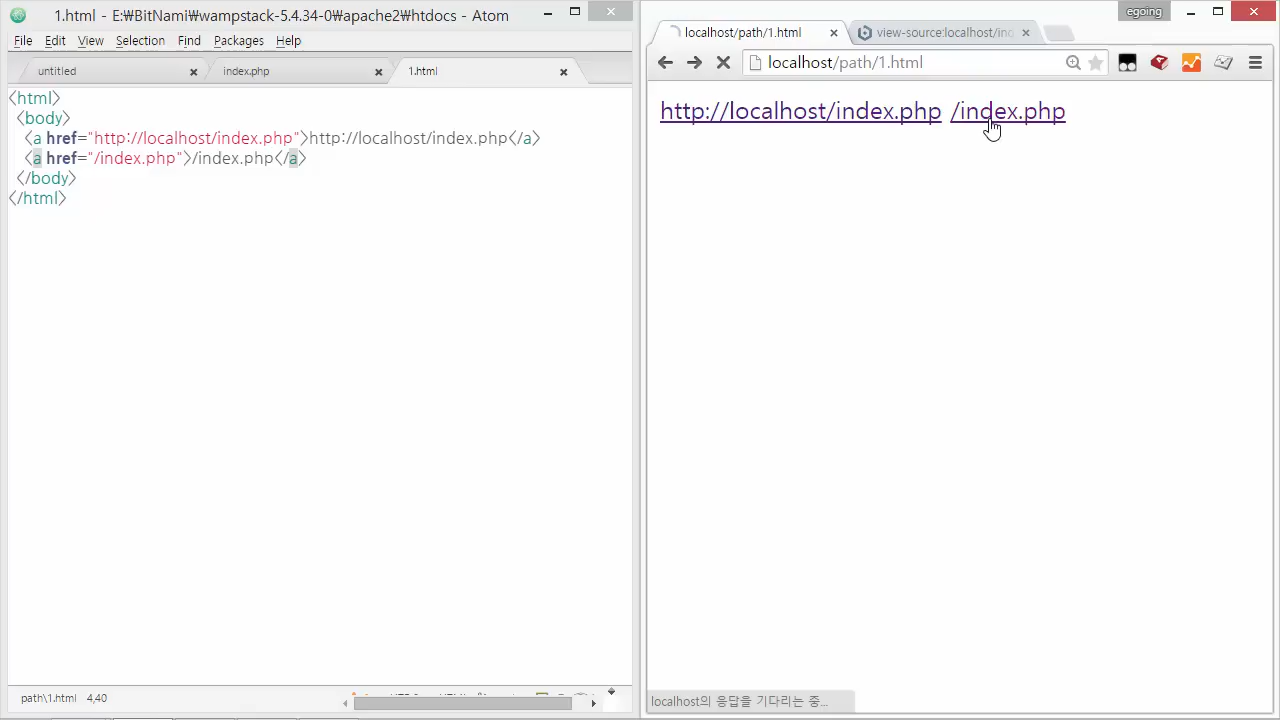 1.html - E:\BitNami\wampstack-5.4.34-0\apache2\htdocs - Atom
File Edit View Selection Find Packages Help
untitled
index.php
1.html
<html>
<body>
<a href="http://localhost/index.php">http://localhost/index.php</a>
<a href="/index.php">/index.php</a>
</body>
</html>
path\1.html 4,40
egoing
localhost/path/1.html
view-source:localhost/ind
localhost/path/1.html
http://localhost/index.php /index.php
localhost의 응답을 기다리는 중...